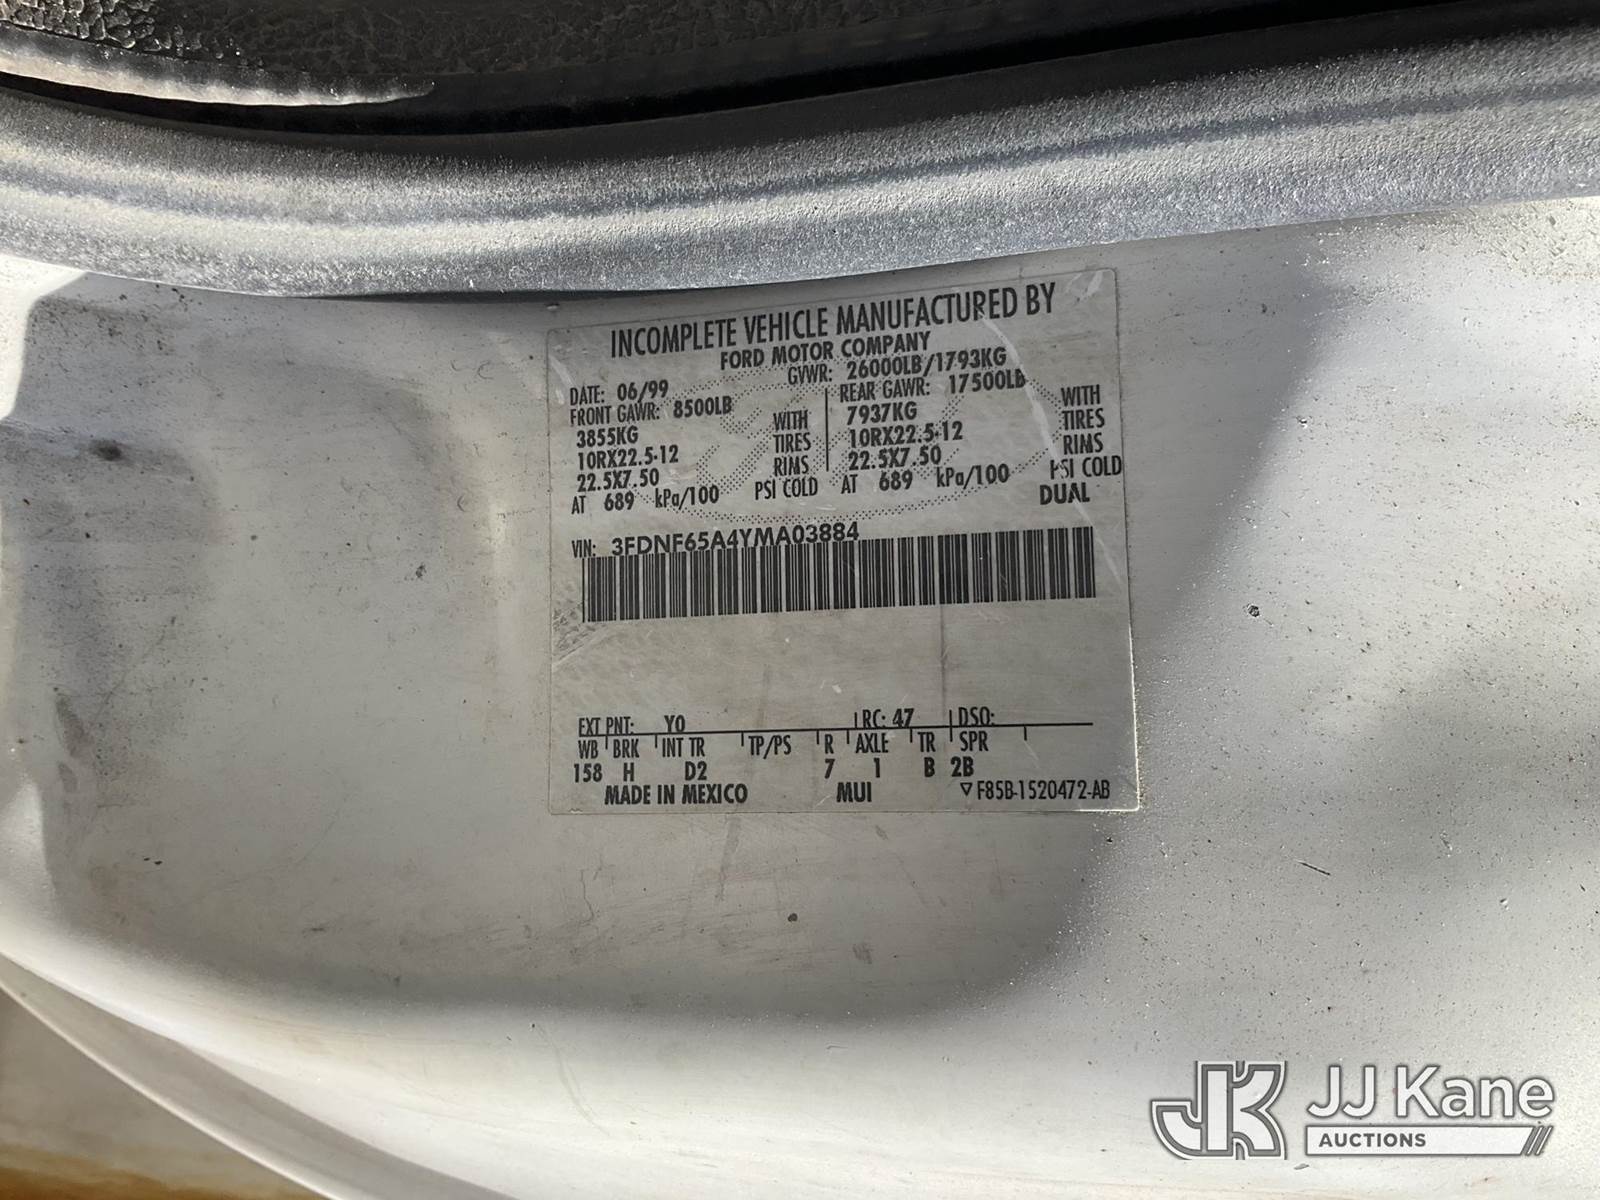 INCOMPLETE VEHICLE MANUFACTURED BY
FORD MOTOR COMPANY
DATE: 06/99 GVWR: 26000LB/1793KG
FRONT GAWR: 8500LB REAR GAWR: 17500LB
3855KG WITH 7937KG WITH
10RX22.5-12 TIRES 10RX22.5-12 TIRES
22.5X7.50 RIMS 22.5X7.50 RIMS
AT 689 kPa/100 PSI COLD AT 689 kPa/100 PSI COLD
DUAL
VIN: 3FDNF65A4YMA03884
EXT PNT: YO RC: 47 DSO:
WB BRK INT TR TP/PS R AXLE TR SPR
158 H D2 7 1 B 2B
MADE IN MEXICO MUI F85B-1520472-AB
JJ Kane
AUCTIONS